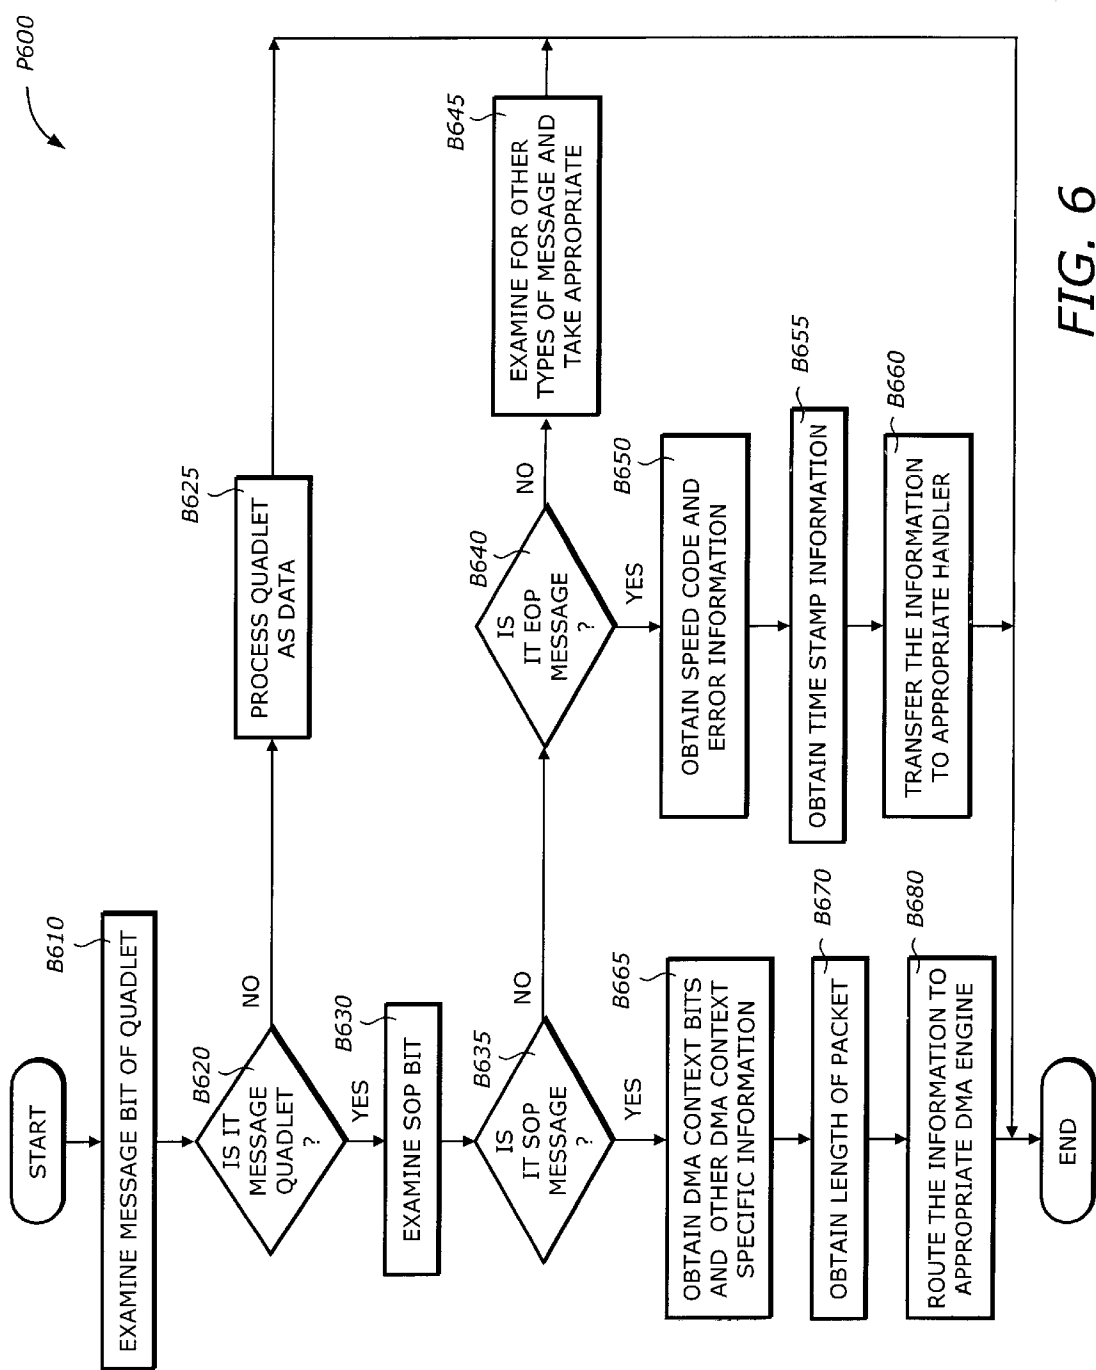 P600
START
B610
EXAMINE MESSAGE BIT OF QUADLET
B620
IS IT
MESSAGE
QUADLET
?
NO
B625
PROCESS QUADLET
AS DATA
YES
B630
EXAMINE SOP BIT
B635
IS
IT SOP
MESSAGE
?
NO
B640
IS
IT EOP
MESSAGE
?
NO
B645
EXAMINE FOR OTHER
TYPES OF MESSAGE AND
TAKE APPROPRIATE
YES
B665
OBTAIN DMA CONTEXT BITS
AND OTHER DMA CONTEXT
SPECIFIC INFORMATION
YES
B650
OBTAIN SPEED CODE AND
ERROR INFORMATION
B670
OBTAIN LENGTH OF PACKET
B655
OBTAIN TIME STAMP INFORMATION
B680
ROUTE THE INFORMATION TO
APPROPRIATE DMA ENGINE
B660
TRANSFER THE INFORMATION
TO APPROPRIATE HANDLER
END
FIG. 6